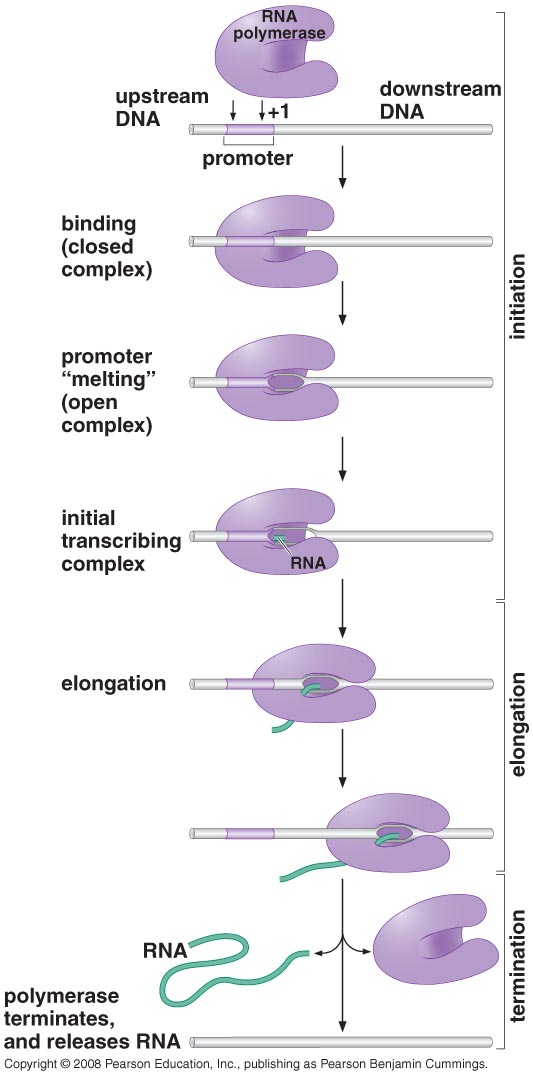 RNA
polymerase
upstream
DNA
+1
downstream
DNA
promoter
binding
(closed
complex)
initiation
promoter
“melting”
(open
complex)
initial
transcribing
complex
RNA
elongation
elongation
RNA
termination
polymerase
terminates,
and releases RNA
Copyright © 2008 Pearson Education, Inc., publishing as Pearson Benjamin Cummings.